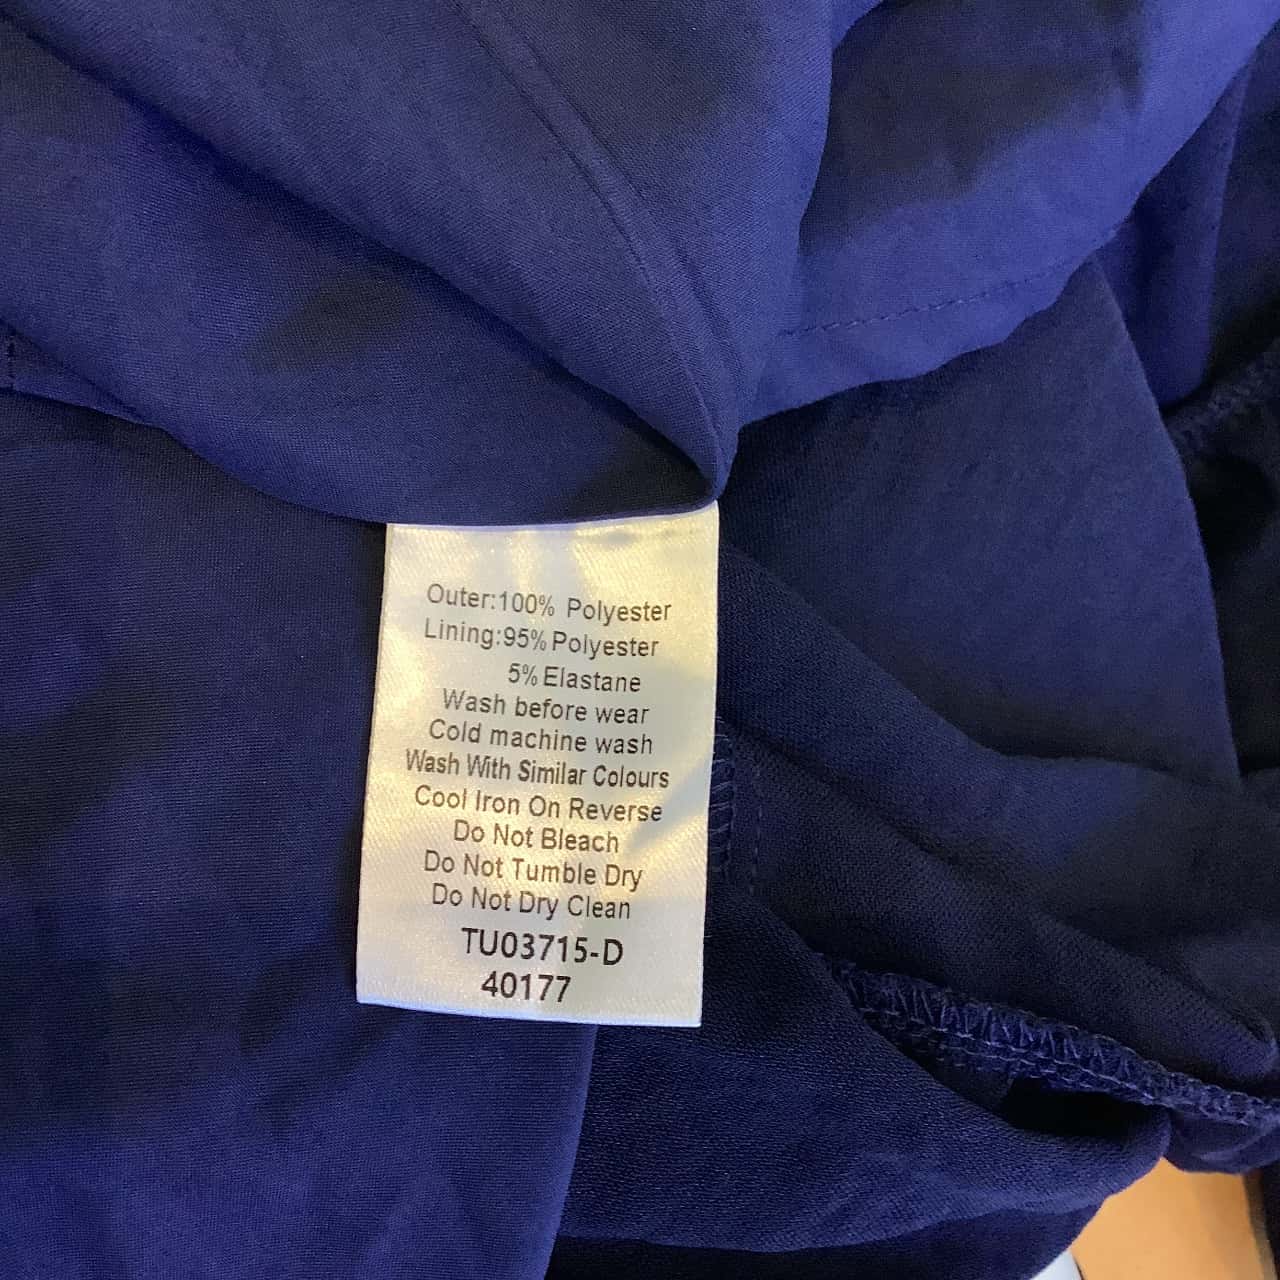 Outer:100% Polyester
Lining:95% Polyester
5% Elastane
Wash before wear
Cold machine wash
Wash With Similar Colours
Cool Iron On Reverse
Do Not Bleach
Do Not Tumble Dry
Do Not Dry Clean
TU03715-D
40177